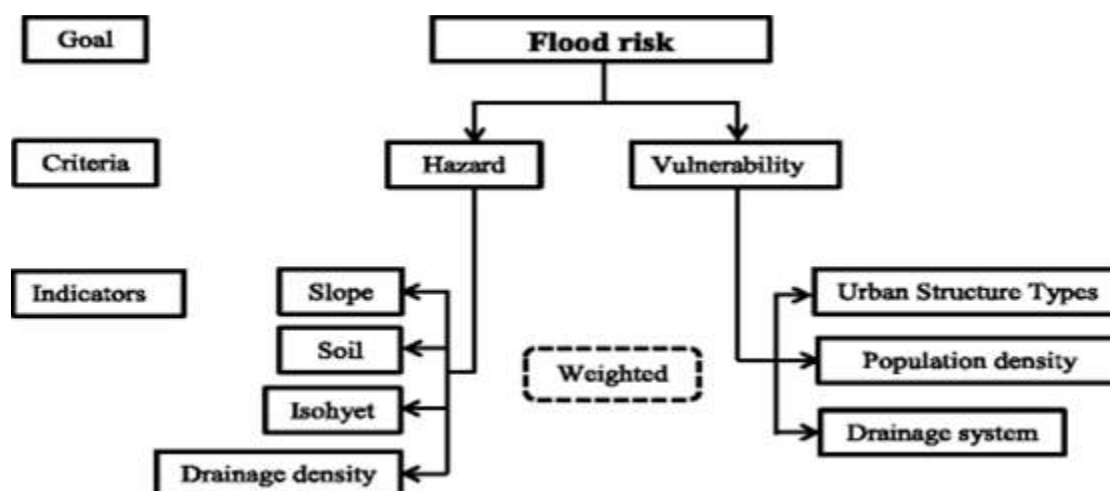 Goal
Flood risk
Criteria
Hazard
Vulnerability
Indicators
Slope
Soil
Isohyet
Drainage density
Weighted
Urban Structure Types
Population density
Drainage system